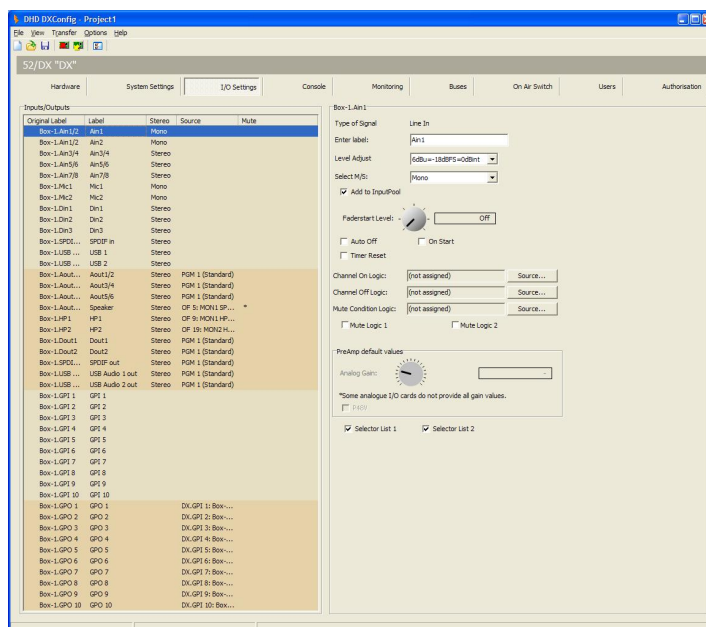 DHD DXConfig - Project1
File View Transfer Options Help
52/DX "DX"
Hardware System Settings I/O Settings Console Monitoring Buses On Air Switch Users Authorisation
Inputs/Outputs
Original Label Label Stereo Source Mute
Box-1.Ain1/2 Ain1 Mono
Box-1.Ain1/2 Ain2 Mono
Box-1.Ain3/4 Ain3/4 Stereo
Box-1.Ain5/6 Ain5/6 Stereo
Box-1.Ain7/8 Ain7/8 Stereo
Box-1.Mic1 Mic1 Mono
Box-1.Mic2 Mic2 Mono
Box-1.Din1 Din1 Stereo
Box-1.Din2 Din2 Stereo
Box-1.Din3 Din3 Stereo
Box-1.SPDI... SPDIF in Stereo
Box-1.USB ... USB 1 Stereo
Box-1.USB ... USB 2 Stereo
Box-1.Aout... Aout1/2 Stereo PGM 1 (Standard)
Box-1.Aout... Aout3/4 Stereo PGM 1 (Standard)
Box-1.Aout... Aout5/6 Stereo PGM 1 (Standard)
Box-1.Aout... Speaker Stereo OF 5: MON1 SP... *
Box-1.HP1 HP1 Stereo OF 9: MON1 HP...
Box-1.HP2 HP2 Stereo OF 19: MON2 H...
Box-1.Dout1 Dout1 Stereo PGM 1 (Standard)
Box-1.Dout2 Dout2 Stereo PGM 1 (Standard)
Box-1.SPDI... SPDIF out Stereo PGM 1 (Standard)
Box-1.USB ... USB Audio 1 out Stereo PGM 1 (Standard)
Box-1.USB ... USB Audio 2 out Stereo PGM 1 (Standard)
Box-1.GPI 1 GPI 1
Box-1.GPI 2 GPI 2
Box-1.GPI 3 GPI 3
Box-1.GPI 4 GPI 4
Box-1.GPI 5 GPI 5
Box-1.GPI 6 GPI 6
Box-1.GPI 7 GPI 7
Box-1.GPI 8 GPI 8
Box-1.GPI 9 GPI 9
Box-1.GPI 10 GPI 10
Box-1.GPO 1 GPO 1 DX.GPI 1: Box-...
Box-1.GPO 2 GPO 2 DX.GPI 2: Box-...
Box-1.GPO 3 GPO 3 DX.GPI 3: Box-...
Box-1.GPO 4 GPO 4 DX.GPI 4: Box-...
Box-1.GPO 5 GPO 5 DX.GPI 5: Box-...
Box-1.GPO 6 GPO 6 DX.GPI 6: Box-...
Box-1.GPO 7 GPO 7 DX.GPI 7: Box-...
Box-1.GPO 8 GPO 8 DX.GPI 8: Box-...
Box-1.GPO 9 GPO 9 DX.GPI 9: Box-...
Box-1.GPO 10 GPO 10 DX.GPI 10: Box...
Box-1.Ain1
Type of Signal Line In
Enter label: Ain1
Level Adjust 6dBu=-18dBFS=0dBint
Select M/S: Mono
Add to InputPool
Faderstart Level: Off
Auto Off On Start
Timer Reset
Channel On Logic: (not assigned) Source...
Channel Off Logic: (not assigned) Source...
Mute Condition Logic: (not assigned) Source...
Mute Logic 1 Mute Logic 2
PreAmp default values
Analog Gain: -
*Some analogue I/O cards do not provide all gain values.
P48V
Selector List 1 Selector List 2